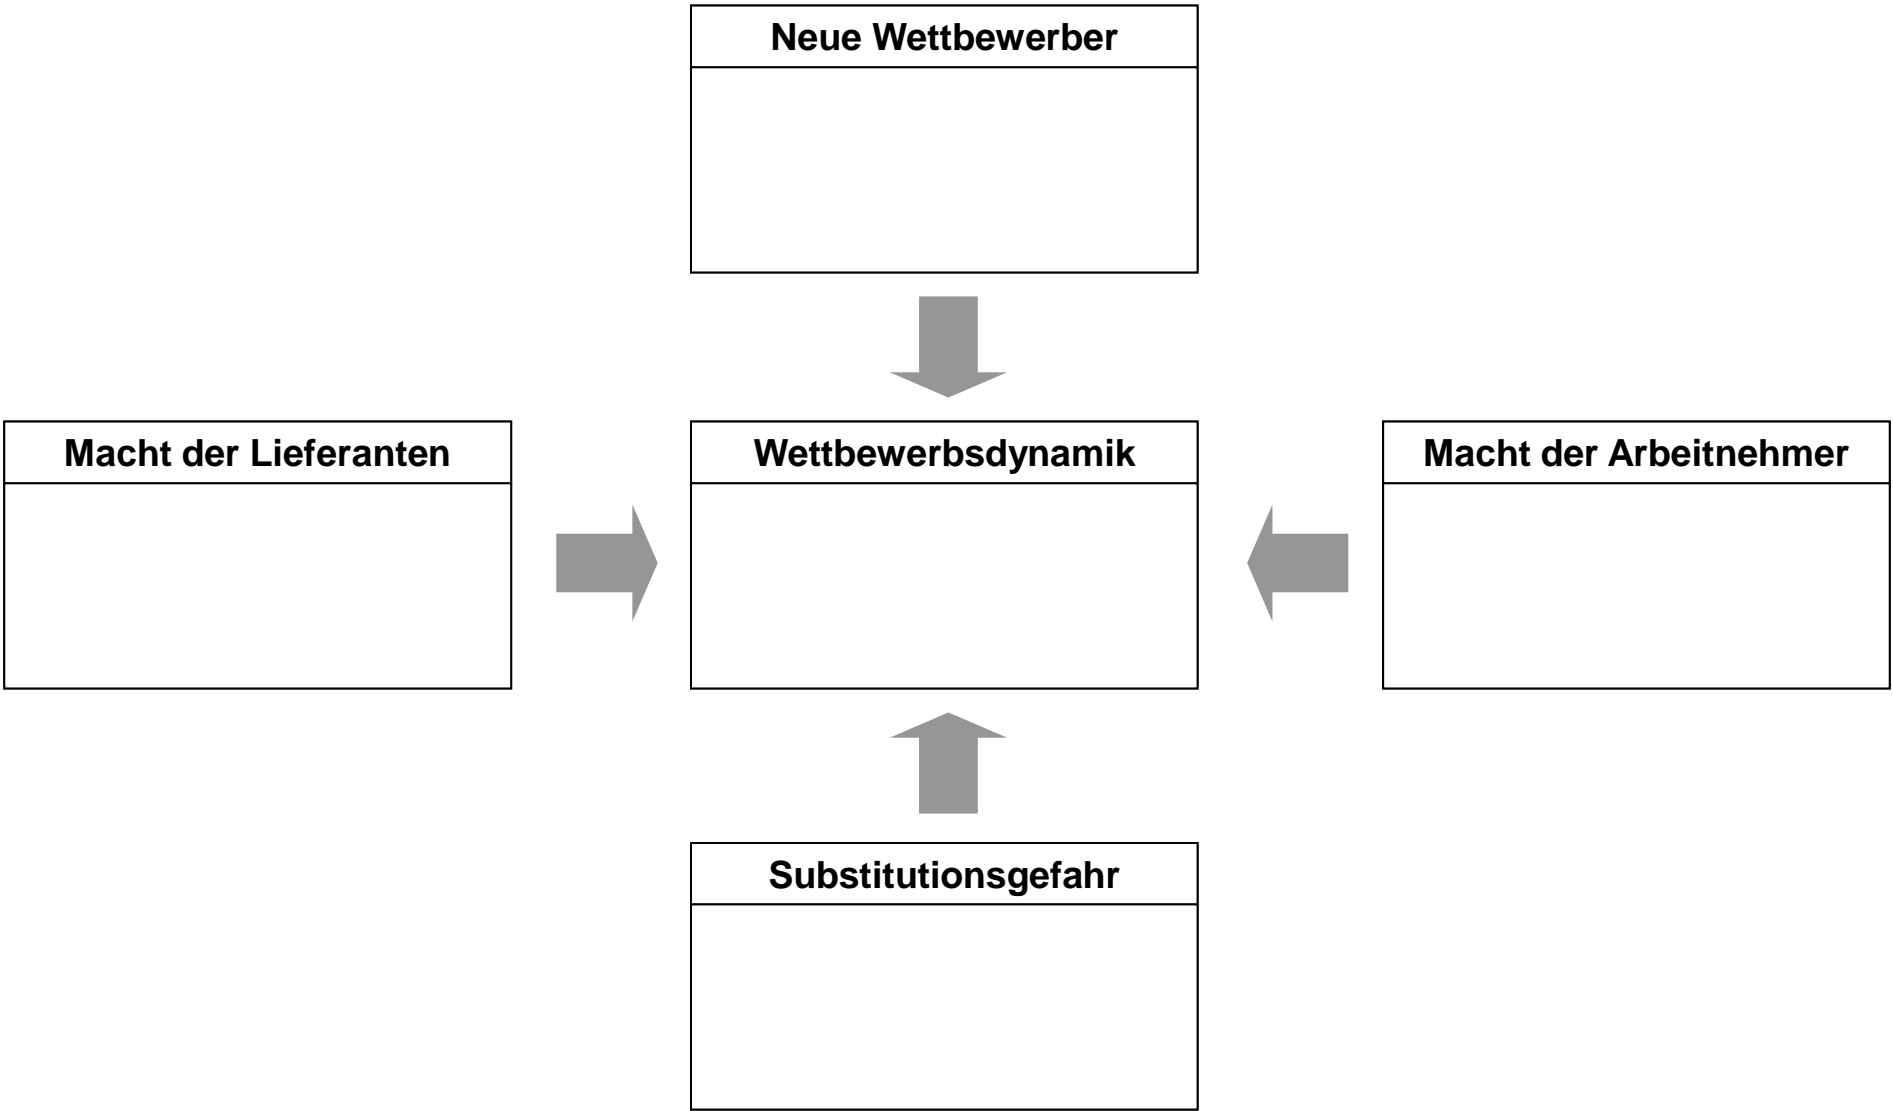 Neue Wettbewerber
Macht der Lieferanten
Wettbewerbsdynamik
Macht der Arbeitnehmer
Substitutionsgefahr